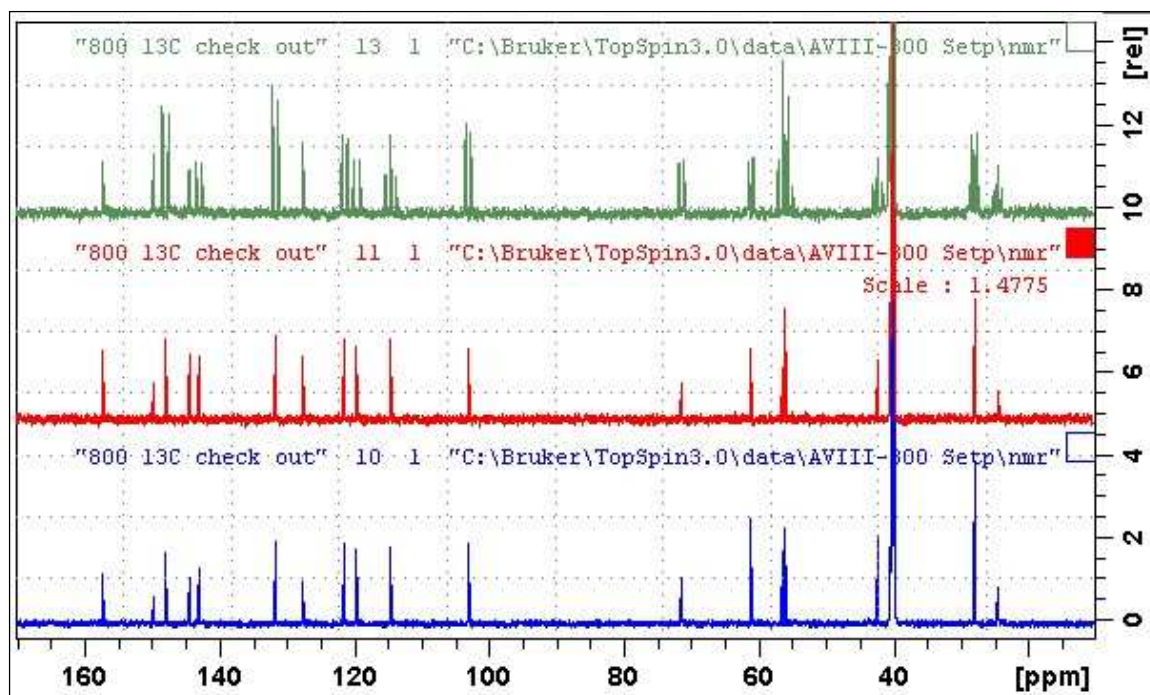 "800 13C check out" 13 1 "C:\Bruker\TopSpin3.0\data\AVIII-800 Setp\nmr"
[rel]
12
10
"800 13C check out" 11 1 "C:\Bruker\TopSpin3.0\data\AVIII-800 Setp\nmr"
Scale : 1.4775
8
6
"800 13C check out" 10 1 "C:\Bruker\TopSpin3.0\data\AVIII-800 Setp\nmr"
4
2
0
160 140 120 100 80 60 40 [ppm]